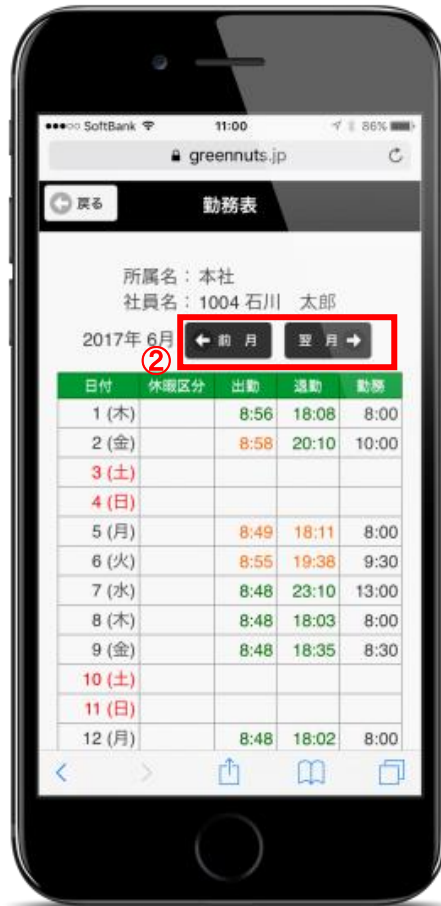 SoftBank 11:00 86%
greennuts.jp
戻る 勤務表
所属名：本社
社員名：1004 石川 太郎
2017年 6月 前 月 翌 月
②
日付 休暇区分 出勤 退勤 勤務
1 (木) 8:56 18:08 8:00
2 (金) 8:58 20:10 10:00
3 (土)
4 (日)
5 (月) 8:49 18:11 8:00
6 (火) 8:55 19:38 9:30
7 (水) 8:48 23:10 13:00
8 (木) 8:48 18:03 8:00
9 (金) 8:48 18:35 8:30
10 (土)
11 (日)
12 (月) 8:48 18:02 8:00